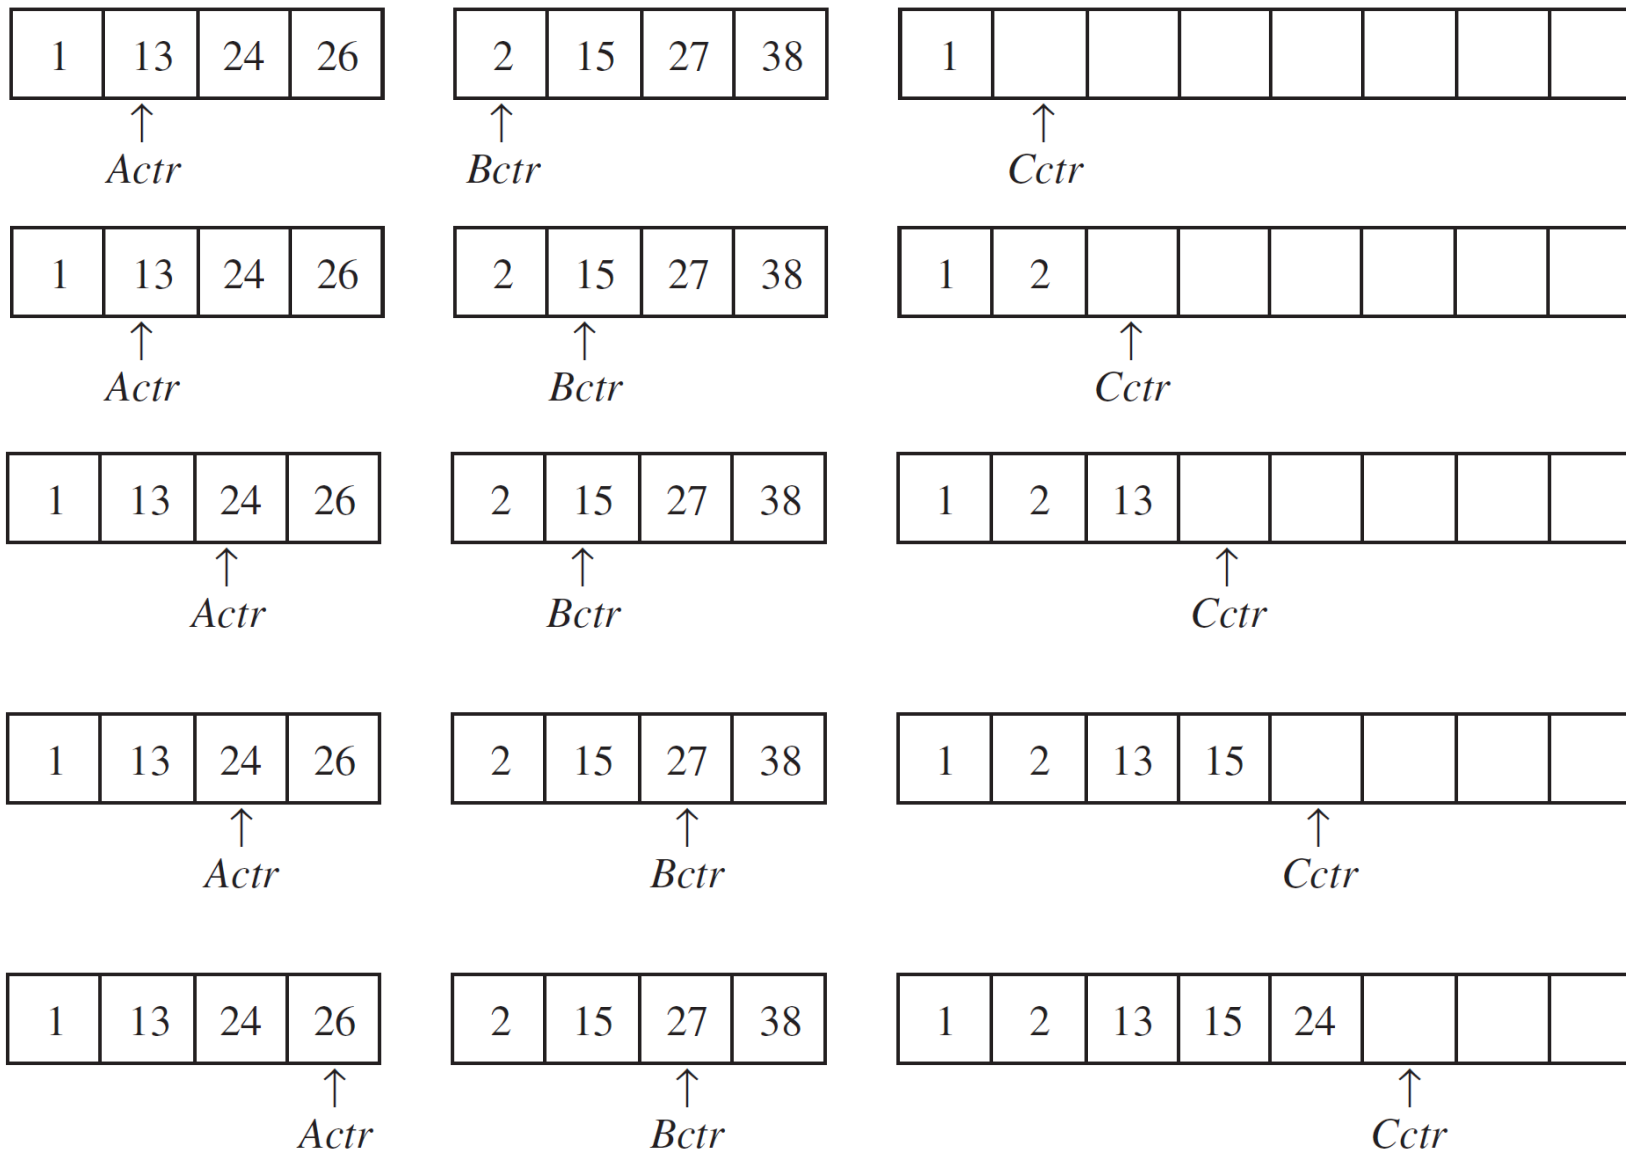 1 13 24 26 2 15 27 38 1
Actr Bctr Cctr
1 13 24 26 2 15 27 38 1 2
Actr Bctr Cctr
1 13 24 26 2 15 27 38 1 2 13
Actr Bctr Cctr
1 13 24 26 2 15 27 38 1 2 13 15
Actr Bctr Cctr
1 13 24 26 2 15 27 38 1 2 13 15 24
Actr Bctr Cctr